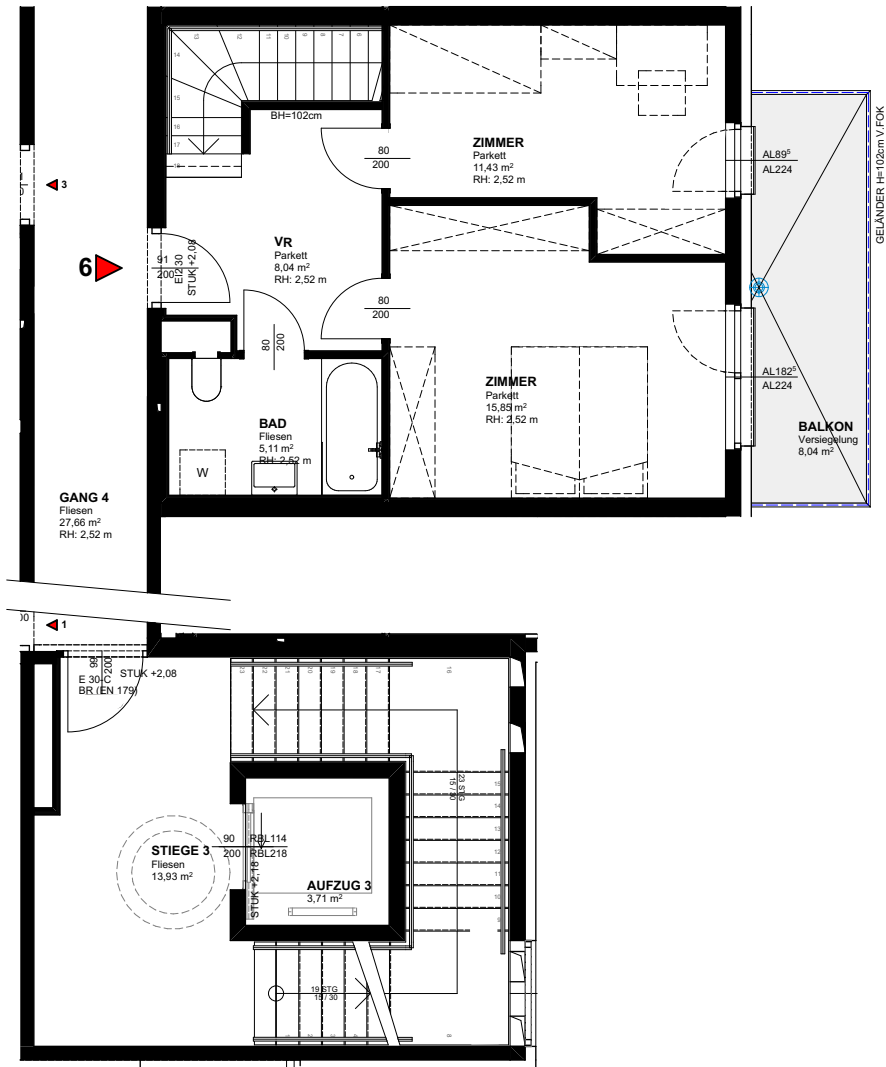 BH=102cm
80
200
ZIMMER
Parkett
11,43 m²
RH: 2,52 m
AL89⁵
AL224
GELÄNDER H=102cm V.FOK
3
6
91
200
EI2 30
STUK +2,08
VR
Parkett
8,04 m²
RH: 2,52 m
80
200
80
200
ZIMMER
Parkett
15,85 m²
RH: 2,52 m
AL182⁵
AL224
BALKON
Versiegelung
8,04 m²
BAD
Fliesen
5,11 m²
RH: 2,52 m
W
GANG 4
Fliesen
27,66 m²
RH: 2,52 m
1
99
200
E 30-C
BR (EN 179)
STUK +2,08
23 STG
15 / 30
STIEGE 3
Fliesen
13,93 m²
90
200
RBL114
RBL218
STUK +2,18
AUFZUG 3
3,71 m²
19 STG
15 / 30